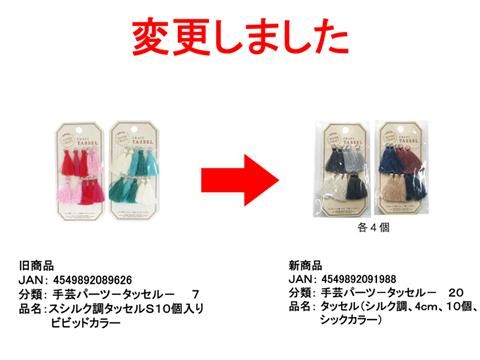 変更しました
TASSEL
TASSEL
TASSEL
TASSEL
各4個
旧商品
JAN: 4549892089626
分類: 手芸パーツータッセルー 7
品名:スシルク調タッセルS10個入り
ビビッドカラー
新商品
JAN: 4549892091988
分類: 手芸パーツータッセルー 20
品名: タッセル(シルク調、4cm、10個、
シックカラー)